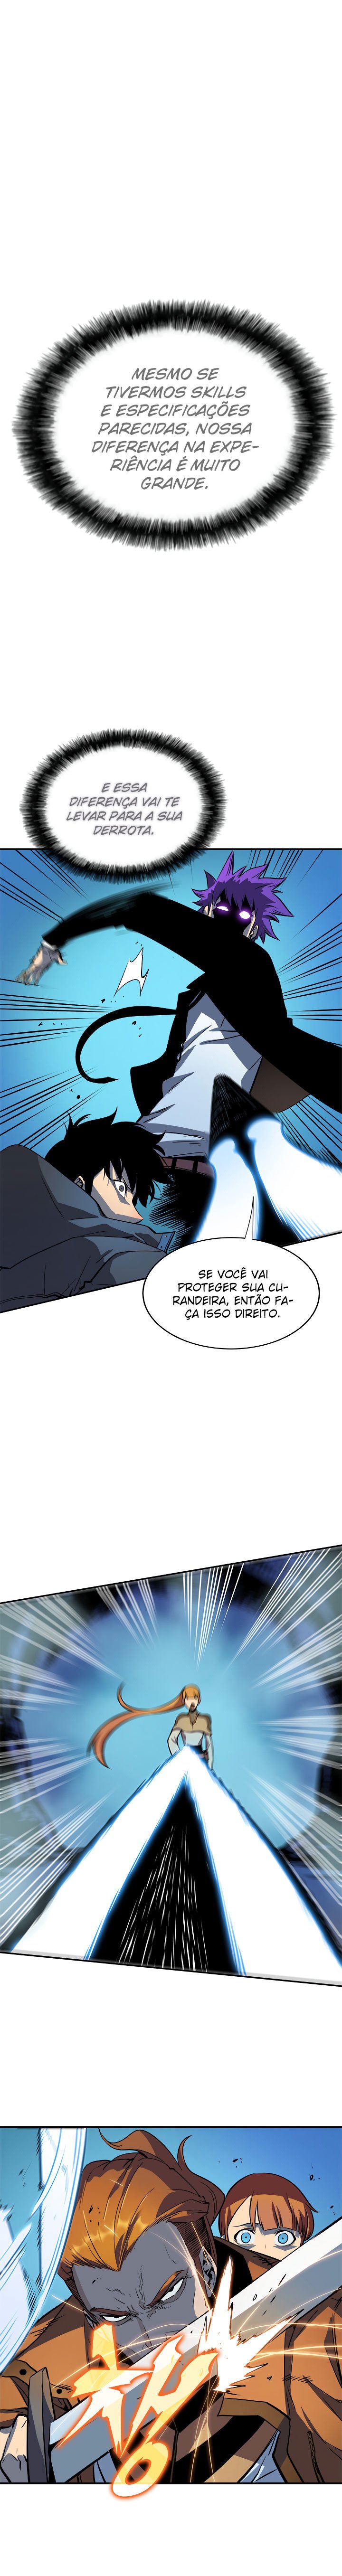 MESMO SE
TIVERMOS SKILLS
E ESPECIFICAÇÕES
PARECIDAS, NOSSA
DIFERENÇA NA EXPE-
RIÊNCIA É MUITO
GRANDE.
E ESSA
DIFERENÇA VAI TE
LEVAR PARA A SUA
DERROTA.
SE VOCÊ VAI
PROTEGER SUA CU-
RANDEIRA, ENTÃO FA-
ÇA ISSO DIREITO.
챙